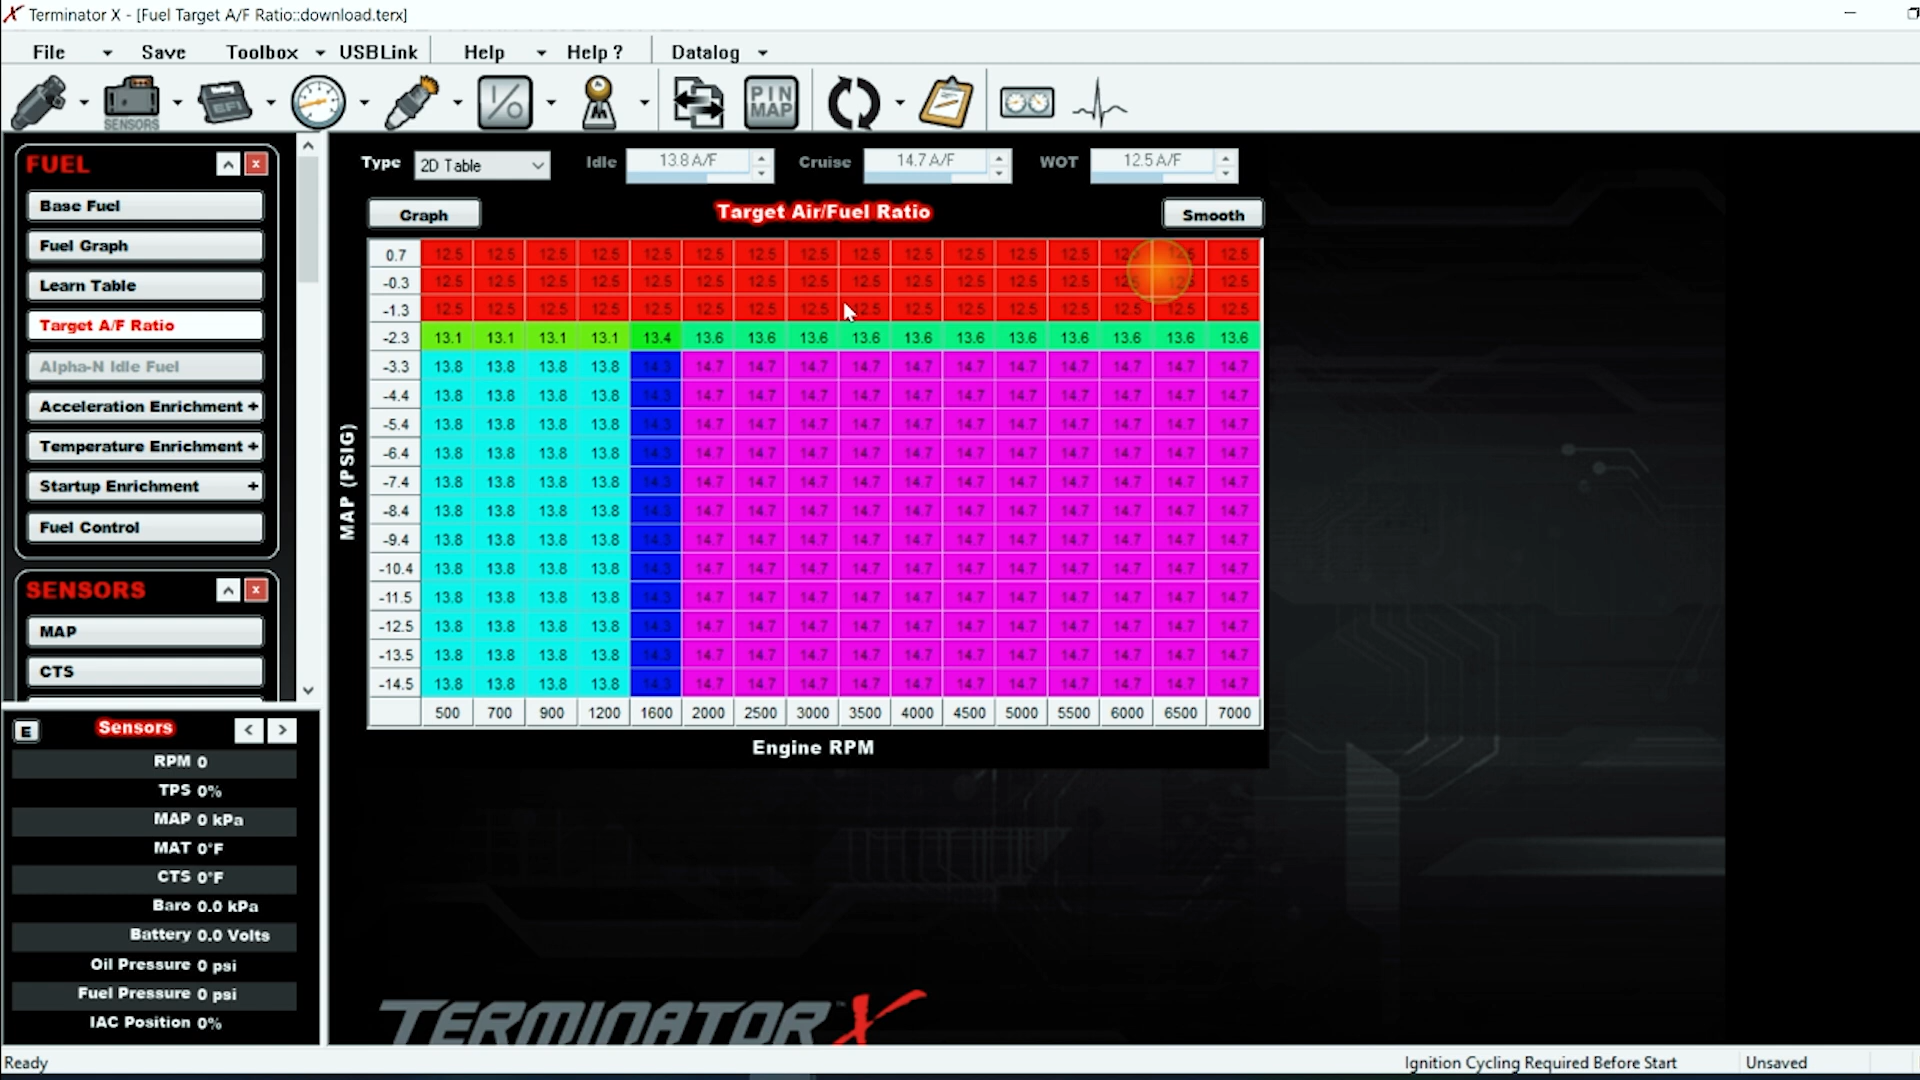 Terminator X - [Fuel Target A/F Ratio::download.terx]
File Save Toolbox USBLink Help Help ? Datalog
SENSORS Holley EFI I/O PIN MAP
FUEL
Base Fuel
Fuel Graph
Learn Table
Target A/F Ratio
Alpha-N Idle Fuel
Acceleration Enrichment +
Temperature Enrichment +
Startup Enrichment +
Fuel Control
SENSORS
MAP
CTS
E Sensors < >
RPM 0
TPS 0%
MAP 0 kPa
MAT 0°F
CTS 0°F
Baro 0.0 kPa
Battery 0.0 Volts
Oil Pressure 0 psi
Fuel Pressure 0 psi
IAC Position 0%
Type 2D Table Idle 13.8 A/F Cruise 14.7 A/F WOT 12.5 A/F
Graph Target Air/Fuel Ratio Smooth
MAP (PSIG)
0.7 12.5 12.5 12.5 12.5 12.5 12.5 12.5 12.5 12.5 12.5 12.5 12.5 12.5 12.5
-0.3 12.5 12.5 12.5 12.5 12.5 12.5 12.5 12.5 12.5 12.5 12.5 12.5 12.5 12.5
-1.3 12.5 12.5 12.5 12.5 12.5 12.5 12.5 12.5 12.5 12.5 12.5 12.5 12.5 12.5 12.5 12.5
-2.3 13.1 13.1 13.1 13.1 13.4 13.6 13.6 13.6 13.6 13.6 13.6 13.6 13.6 13.6 13.6 13.6
-3.3 13.8 13.8 13.8 13.8 14.3 14.7 14.7 14.7 14.7 14.7 14.7 14.7 14.7 14.7 14.7 14.7
-4.4 13.8 13.8 13.8 13.8 14.3 14.7 14.7 14.7 14.7 14.7 14.7 14.7 14.7 14.7 14.7 14.7
-5.4 13.8 13.8 13.8 13.8 14.3 14.7 14.7 14.7 14.7 14.7 14.7 14.7 14.7 14.7 14.7 14.7
-6.4 13.8 13.8 13.8 13.8 14.3 14.7 14.7 14.7 14.7 14.7 14.7 14.7 14.7 14.7 14.7 14.7
-7.4 13.8 13.8 13.8 13.8 14.3 14.7 14.7 14.7 14.7 14.7 14.7 14.7 14.7 14.7 14.7 14.7
-8.4 13.8 13.8 13.8 13.8 14.3 14.7 14.7 14.7 14.7 14.7 14.7 14.7 14.7 14.7 14.7 14.7
-9.4 13.8 13.8 13.8 13.8 14.3 14.7 14.7 14.7 14.7 14.7 14.7 14.7 14.7 14.7 14.7 14.7
-10.4 13.8 13.8 13.8 13.8 14.3 14.7 14.7 14.7 14.7 14.7 14.7 14.7 14.7 14.7 14.7 14.7
-11.5 13.8 13.8 13.8 13.8 14.3 14.7 14.7 14.7 14.7 14.7 14.7 14.7 14.7 14.7 14.7 14.7
-12.5 13.8 13.8 13.8 13.8 14.3 14.7 14.7 14.7 14.7 14.7 14.7 14.7 14.7 14.7 14.7 14.7
-13.5 13.8 13.8 13.8 13.8 14.3 14.7 14.7 14.7 14.7 14.7 14.7 14.7 14.7 14.7 14.7 14.7
-14.5 13.8 13.8 13.8 13.8 14.3 14.7 14.7 14.7 14.7 14.7 14.7 14.7 14.7 14.7 14.7 14.7
500 700 900 1200 1600 2000 2500 3000 3500 4000 4500 5000 5500 6000 6500 7000
Engine RPM
TERMINATOR X
Ready Ignition Cycling Required Before Start Unsaved